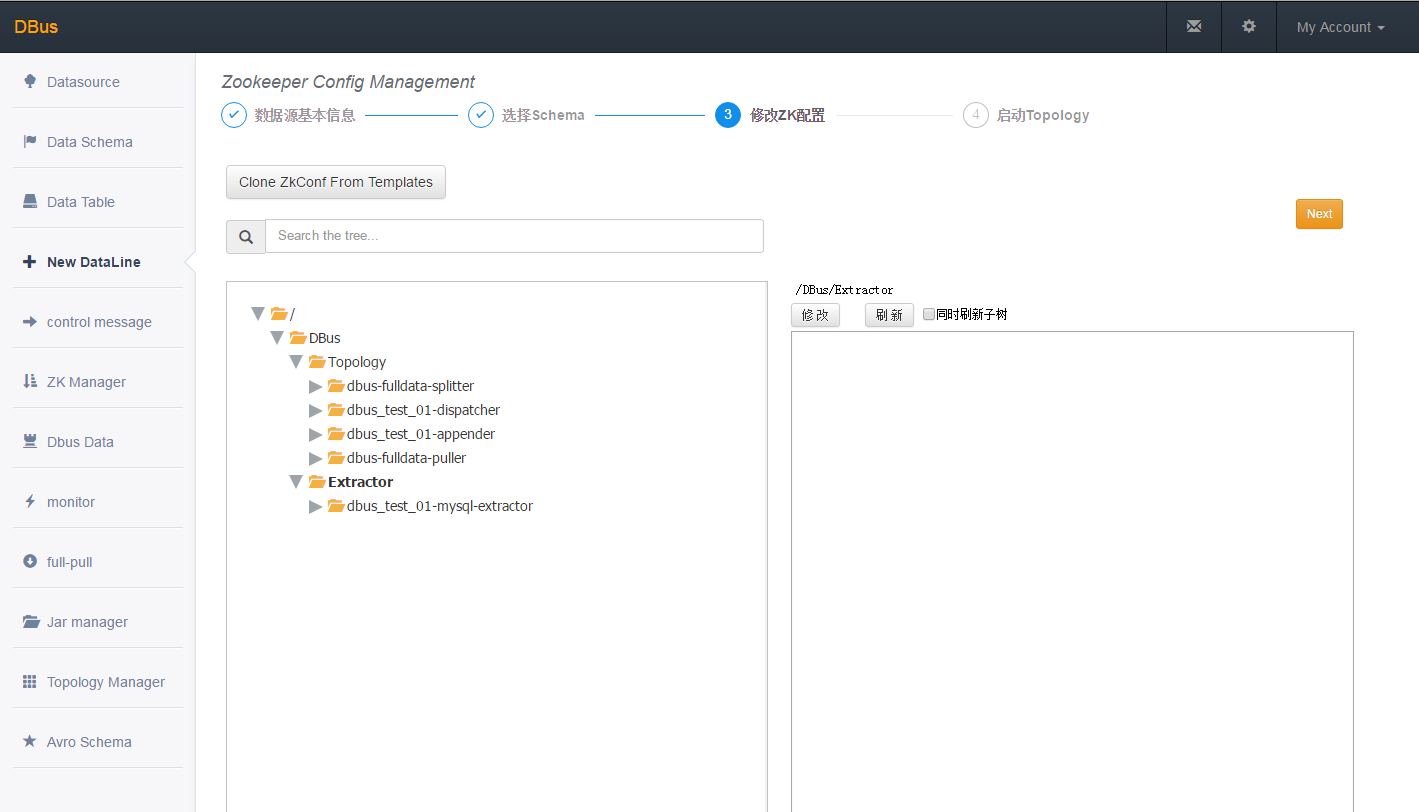 DBus
My Account
Datasource
Data Schema
Data Table
New DataLine
control message
ZK Manager
Dbus Data
monitor
full-pull
Jar manager
Topology Manager
Avro Schema
Zookeeper Config Management
数据源基本信息
选择Schema
3 修改ZK配置
4 启动Topology
Clone ZkConf From Templates
Next
Search the tree...
/
DBus
Topology
dbus-fulldata-splitter
dbus_test_01-dispatcher
dbus_test_01-appender
dbus-fulldata-puller
Extractor
dbus_test_01-mysql-extractor
/DBus/Extractor
修改 刷新 同时刷新子树